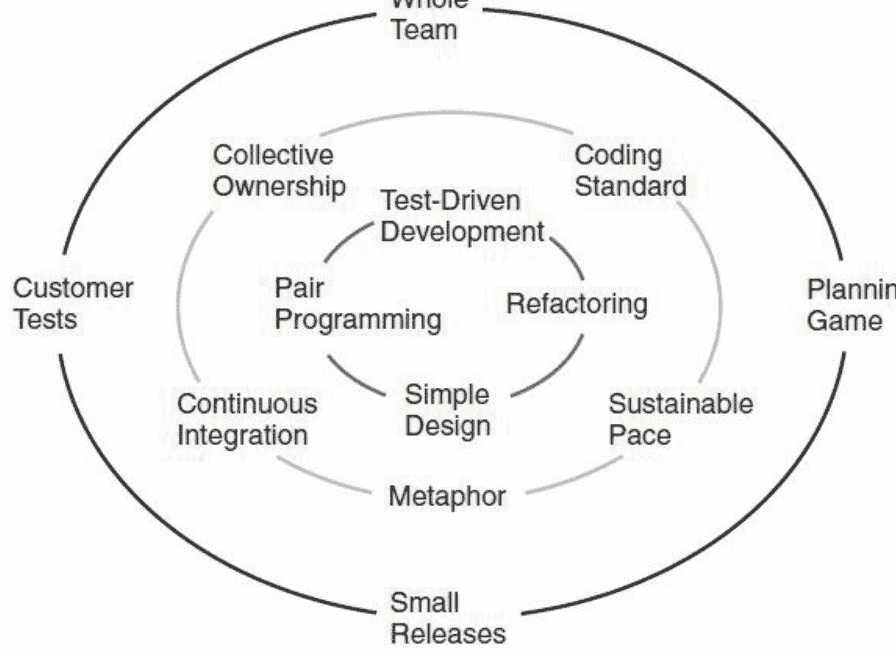 Whole
Team
Collective
Ownership
Coding
Standard
Test-Driven
Development
Customer
Tests
Pair
Programming
Refactoring
Plannin
Game
Continuous
Integration
Simple
Design
Sustainable
Pace
Metaphor
Small
Releases